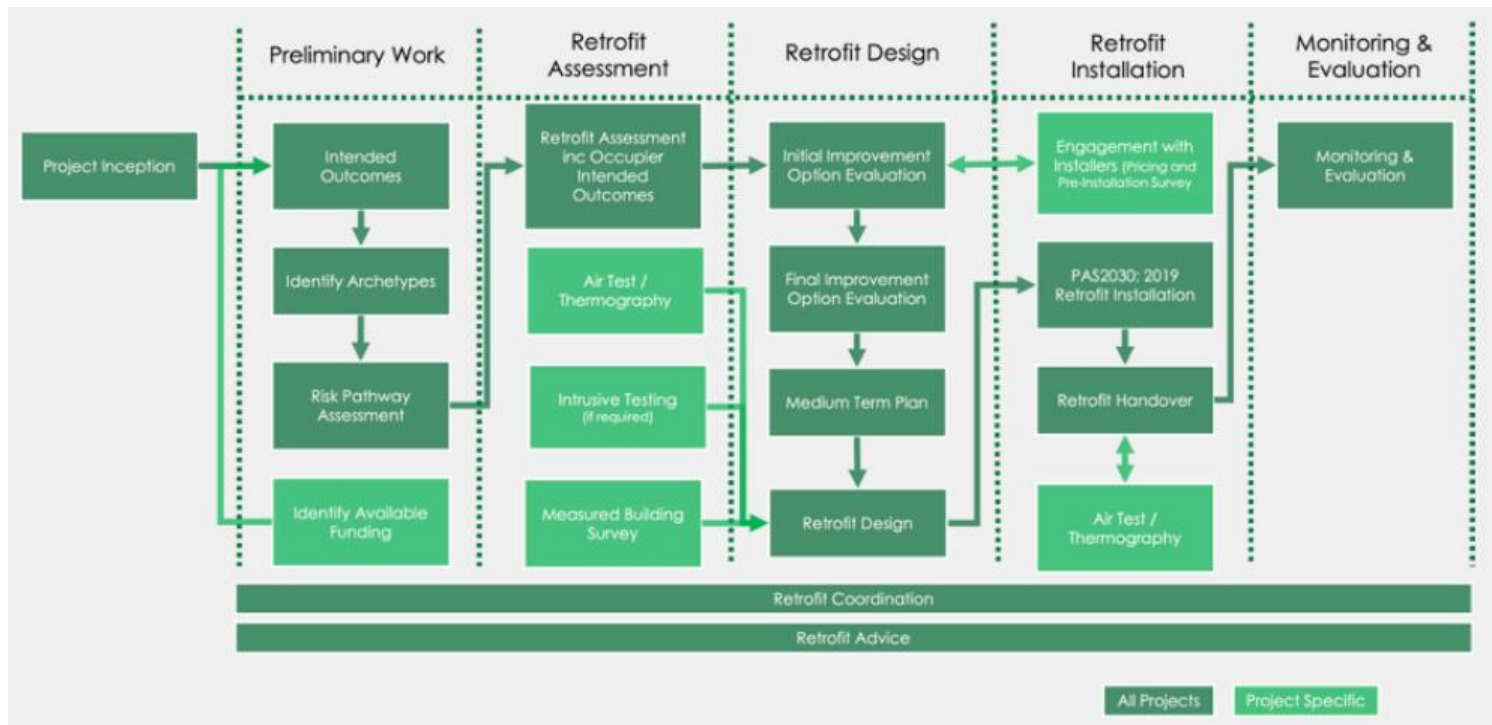 Preliminary Work
Retrofit
Assessment
Retrofit Design
Retrofit
Installation
Monitoring &
Evaluation
Project Inception
Intended
Outcomes
Identify Archetypes
Risk Pathway
Assessment
Identify Available
Funding
Retrofit Assessment
inc Occupier
Intended
Outcomes
Air Test /
Thermography
Intrusive Testing
(if required)
Measured Building
Survey
Initial Improvement
Option Evaluation
Final Improvement
Option Evaluation
Medium Term Plan
Retrofit Design
Engagement with
Installers (Pricing and
Pre-Installation Survey
PAS2030: 2019
Retrofit Installation
Retrofit Handover
Air Test /
Thermography
Monitoring &
Evaluation
Retrofit Coordination
Retrofit Advice
All Projects
Project Specific